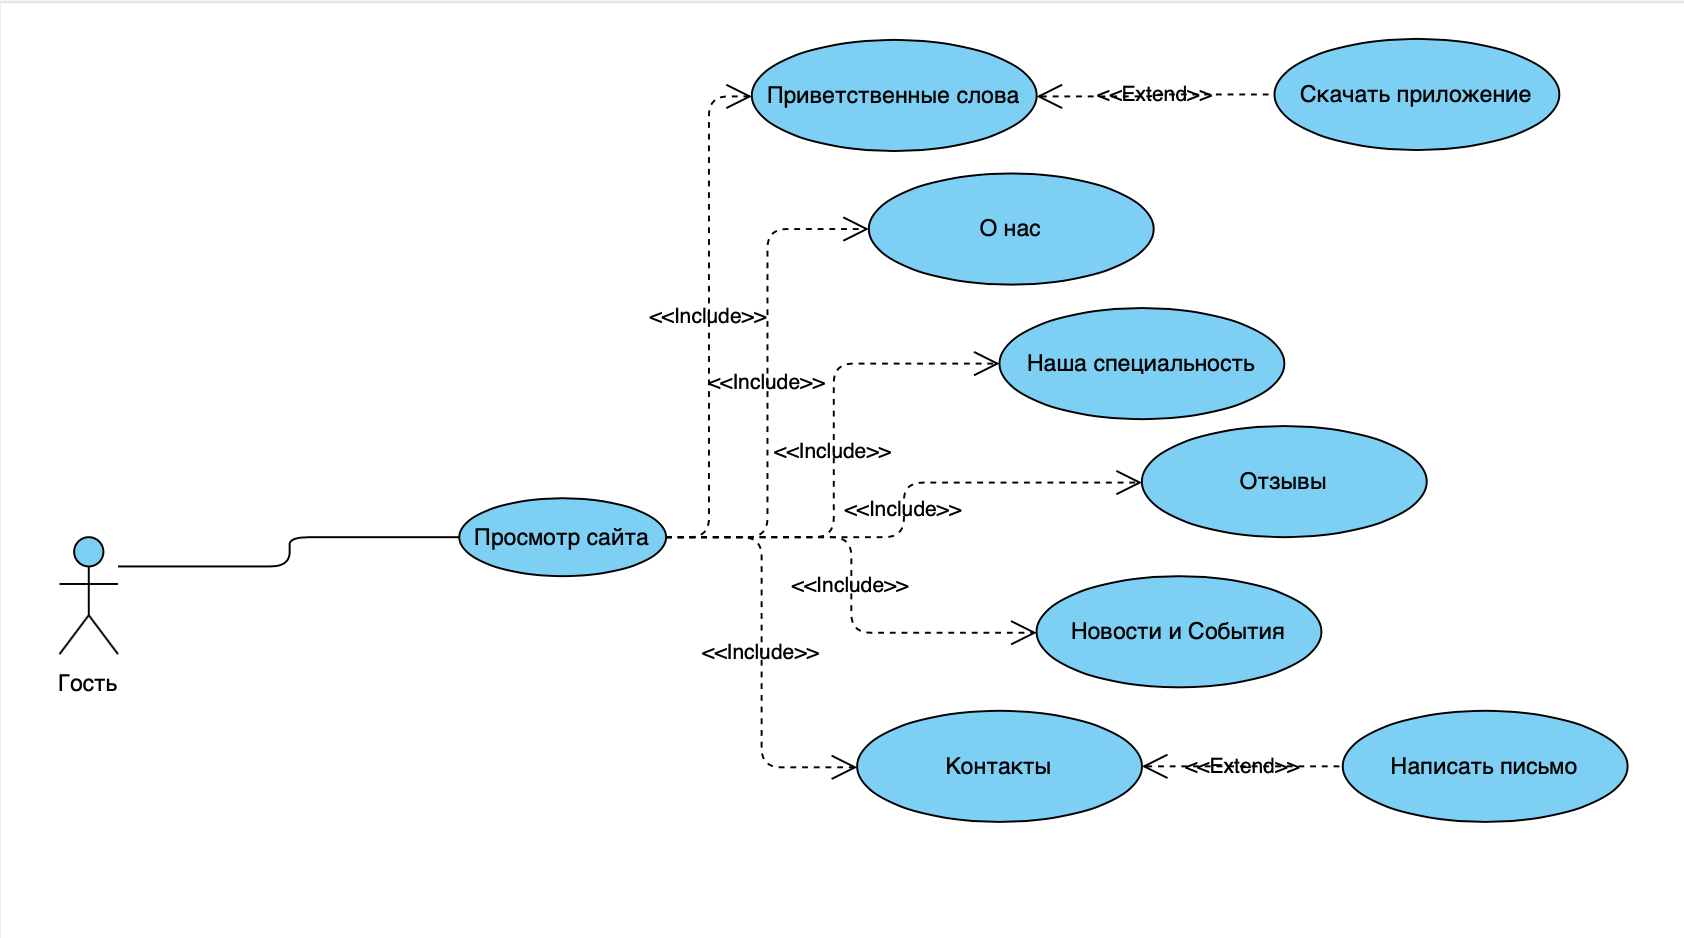 Приветственные слова
<<Extend>>
Скачать приложение
О нас
<<Include>>
Наша специальность
<<Include>>
<<Include>>
Отзывы
<<Include>>
Просмотр сайта
<<Include>>
Новости и События
<<Include>>
Гость
Контакты
<<Extend>>
Написать письмо